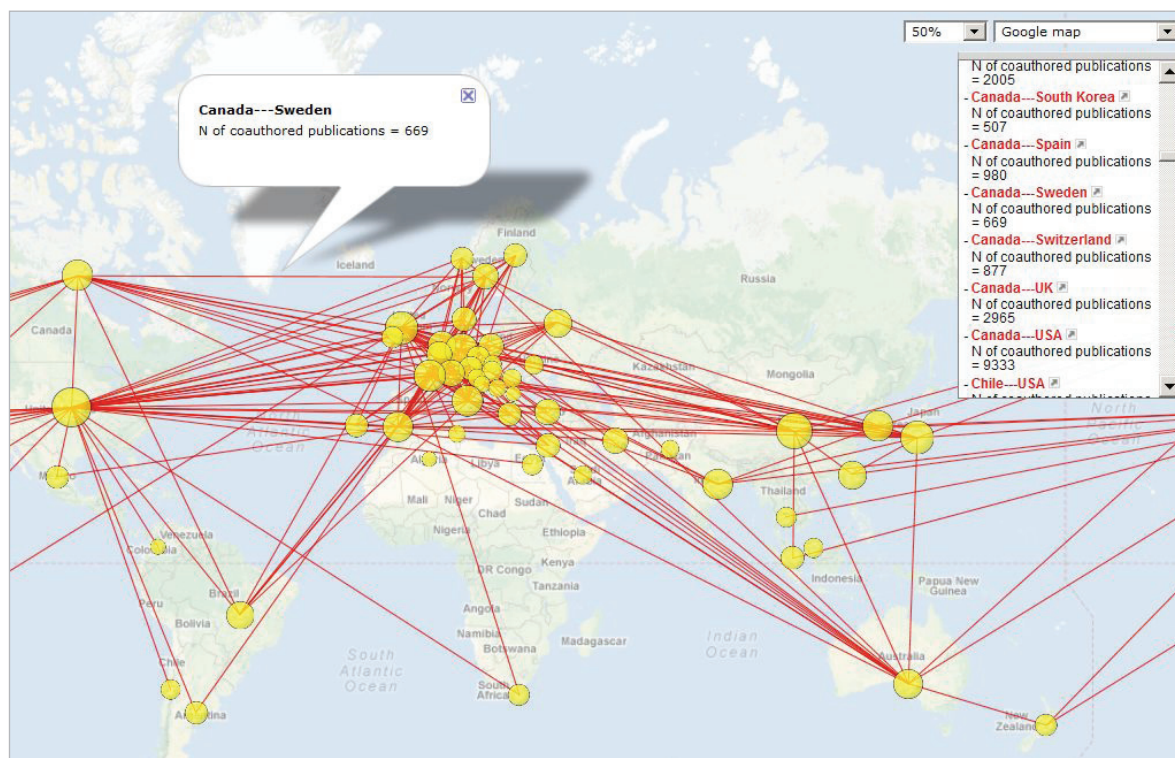 50%
Google map
N of coauthored publications
= 2005
- Canada---South Korea
N of coauthored publications
= 507
- Canada---Spain
N of coauthored publications
= 980
- Canada---Sweden
N of coauthored publications
= 669
- Canada---Switzerland
N of coauthored publications
= 877
- Canada---UK
N of coauthored publications
= 2965
- Canada---USA
N of coauthored publications
= 9333
- Chile---USA
Canada---Sweden
N of coauthored publications = 669
Finland
Iceland
Russia
Canada
Kazakhstan
Mongolia
Japan
North
Pacific
Ocean
North
Atlantic
Ocean
Afghanistan
Libya
Mali
Niger
Chad
Sudan
Nigeria
Ethiopia
Thailand
Venezuela
Colombia
Kenya
DR Congo
Tanzania
Indonesia
Papua New
Guinea
Peru
Brazil
Bolivia
Angola
Namibia
Botswana
Madagascar
Indian
Ocean
Australia
Chile
South
Atlantic
Ocean
South
Africa
New
Zealand